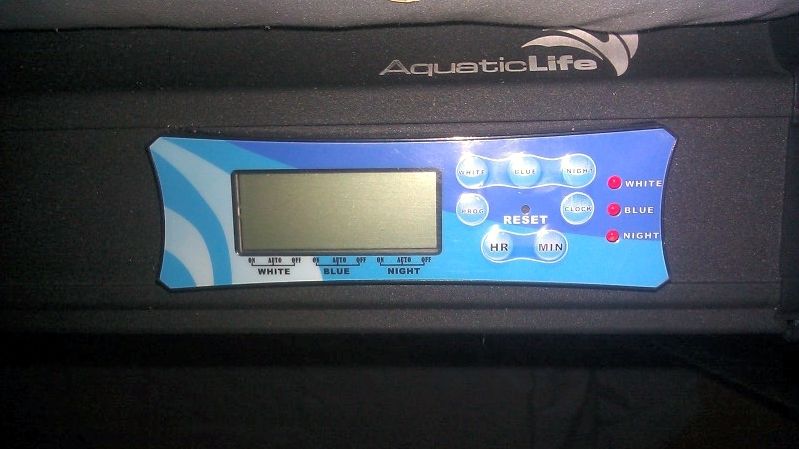 AquaticLife
WHITE BLUE NIGHT
PROG CLOCK
RESET
HR MIN
WHITE
BLUE
NIGHT
ON AUTO OFF ON AUTO OFF ON AUTO OFF
WHITE BLUE NIGHT